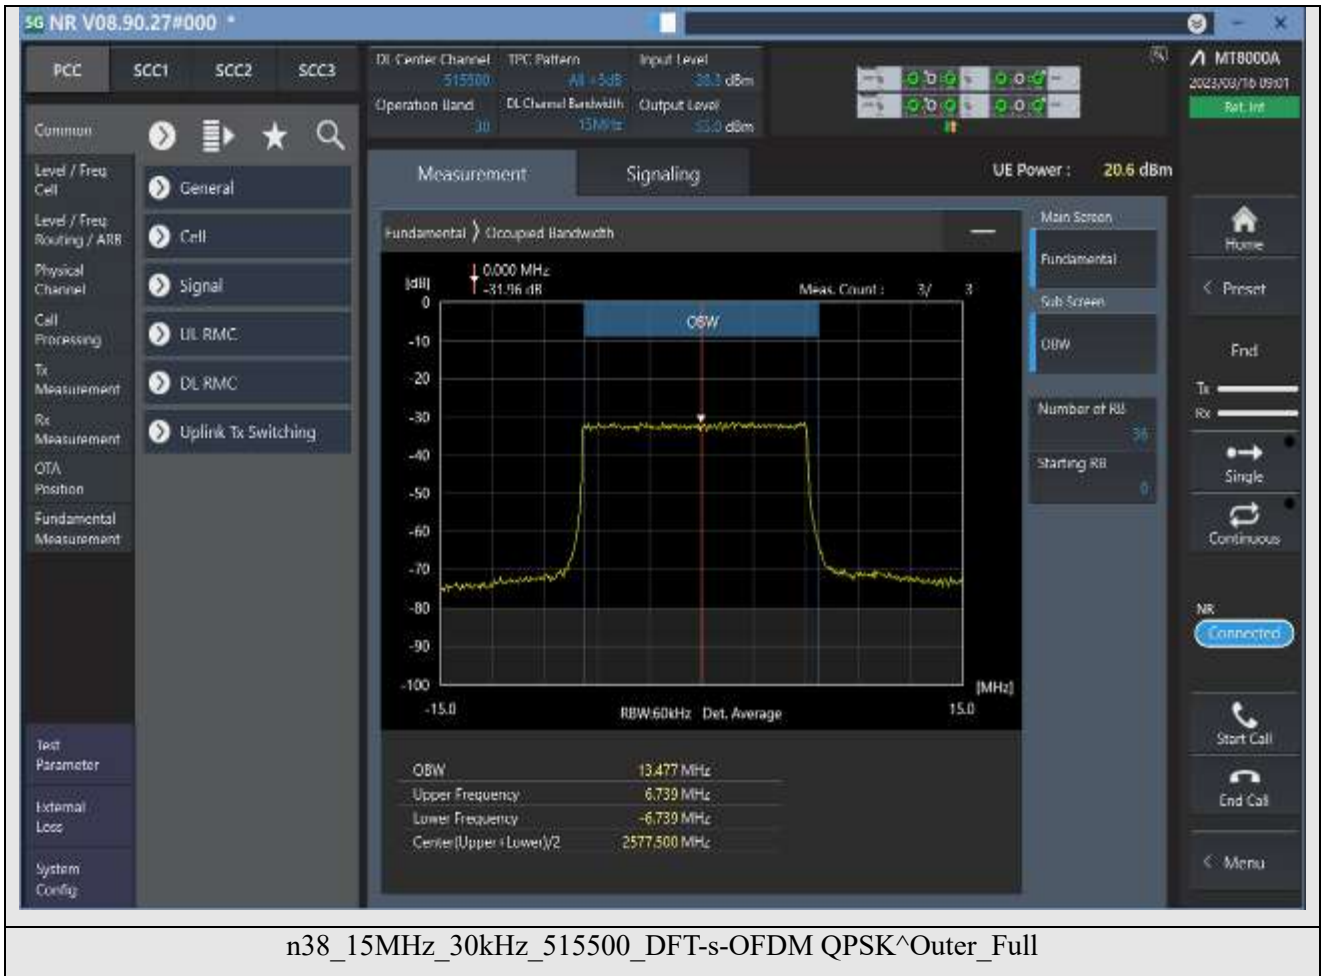 SG NR V08.90.27#000 *
PCC SCC1 SCC2 SCC3
DL Center Channel TPC Pattern Input Level
515500 All +3dB dBm
Operation Band DL Channel Bandwidth Output Level
15MHz dBm
MT8000A
2023/03/16 09:01
Ref. Int
Common
Level / Freq
Cell
Level / Freq
Routing / ARB
Physical
Channel
Call
Processing
Tx
Measurement
Rx
Measurement
OTA
Position
Fundamental
Measurement
Test
Parameter
External
Loss
System
Config
General
Cell
Signal
UL RMC
DL RMC
Uplink Tx Switching
Measurement Signaling
UE Power : 20.6 dBm
Fundamental Occupied Bandwidth
[dB] 0.000 MHz
-31.96 dB Meas. Count : 3/ 3
OBW
0
-10
-20
-30
-40
-50
-60
-70
-80
-90
-100
[MHz]
-15.0 15.0
RBW:60kHz Det. Average
OBW 13.477 MHz
Upper Frequency 6.739 MHz
Lower Frequency -6.739 MHz
Center(Upper+Lower)/2 2577.500 MHz
Main Screen
Fundamental
Sub Screen
OBW
Number of RB
36
Starting RB
0
Home
Preset
End
Tx
Rx
Single
Continuous
NR
Connected
Start Call
End Call
Menu
n38_15MHz_30kHz_515500_DFT-s-OFDM QPSK^Outer_Full